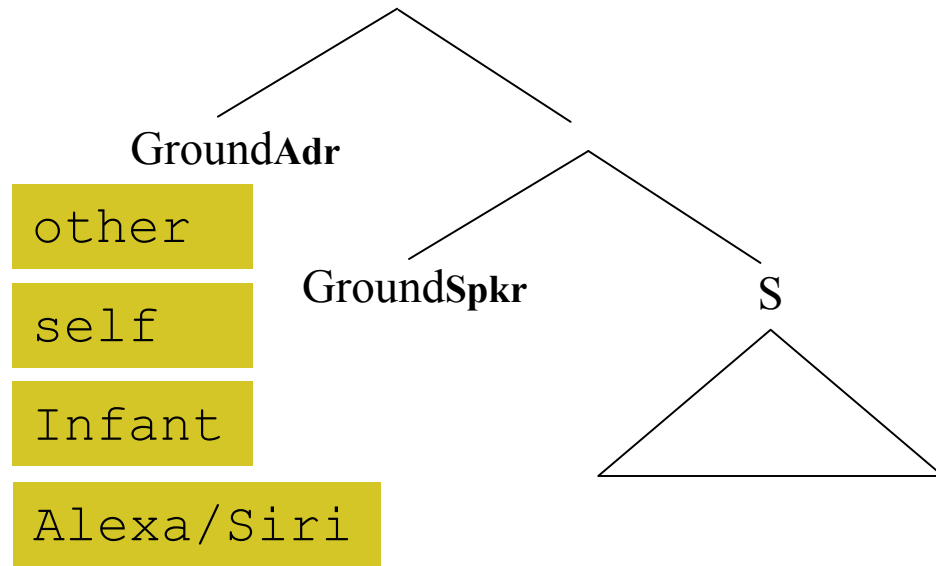 GroundAdr
other
GroundSpkr
S
self
Infant
Alexa/Siri